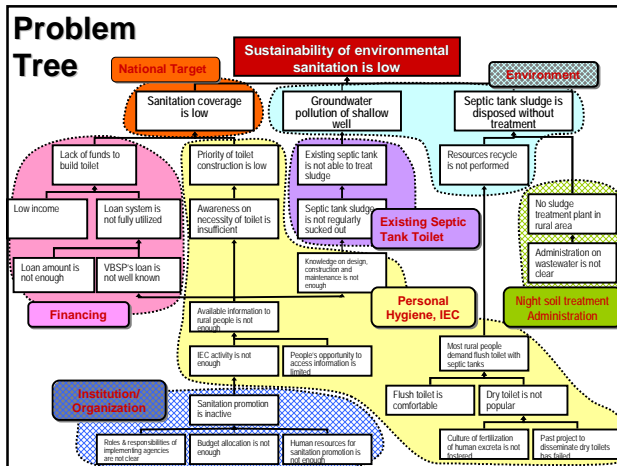 Problem
Tree
Sustainability of environmental
sanitation is low
National Target
Environment
Sanitation coverage
is low
Groundwater
pollution of shallow
well
Septic tank sludge is
disposed without
treatment
Lack of funds to
build toilet
Priority of toilet
construction is low
Existing septic tank
is not able to treat
sludge
Resources recycle
is not performed
Low income
Loan system is
not fully utilized
Awareness on
necessity of toilet is
insufficient
Septic tank sludge
is not regularly
sucked out
No sludge
treatment plant in
rural area
Existing Septic
Tank Toilet
Loan amount is
not enough
VBSP's loan is
not well known
Knowledge on design,
construction and
maintenance is not
enough
Administration on
wastewater is not
clear
Financing
Available information to
rural people is not
enough
Personal
Hygiene, IEC
Night soil treatment
Administration
IEC activity is not
enough
People's opportunity to
access information is
limited
Most rural people
demand flush toilet with
septic tanks
Institution/
Organization
Sanitation promotion
is inactive
Flush toilet is
comfortable
Dry toilet is not
popular
Roles & responsibilities of
implementing agencies
are not clear
Budget allocation is not
enough
Human resources for
sanitation promotion is
not enough
Culture of fertilization
of human excreta is not
fostered
Past project to
disseminate dry toilets
has failed